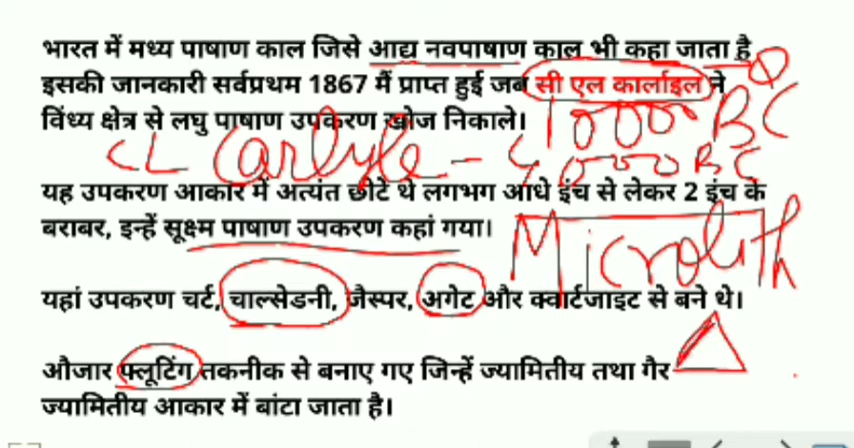 भारत में मध्य पाषाण काल जिसे आद्य नवपाषाण काल भी कहा जाता है
इसकी जानकारी सर्वप्रथम 1867 मैं प्राप्त हुई जब सी एल कार्लाइल ने
विंध्य क्षेत्र से लघु पाषाण उपकरण खोज निकाले।
10000 BC
CL Carlyle - 4000 BC
यह उपकरण आकार में अत्यंत छोटे थे लगभग आधे इंच से लेकर 2 इंच के
बराबर, इन्हें सूक्ष्म पाषाण उपकरण कहां गया।
Microlith
यहां उपकरण चर्ट, चाल्सेडनी, जैस्पर, अगेट और क्वार्टजाइट से बने थे।
औजार फ्लूटिंग तकनीक से बनाए गए जिन्हें ज्यामितीय तथा गैर
ज्यामितीय आकार में बांटा जाता है।